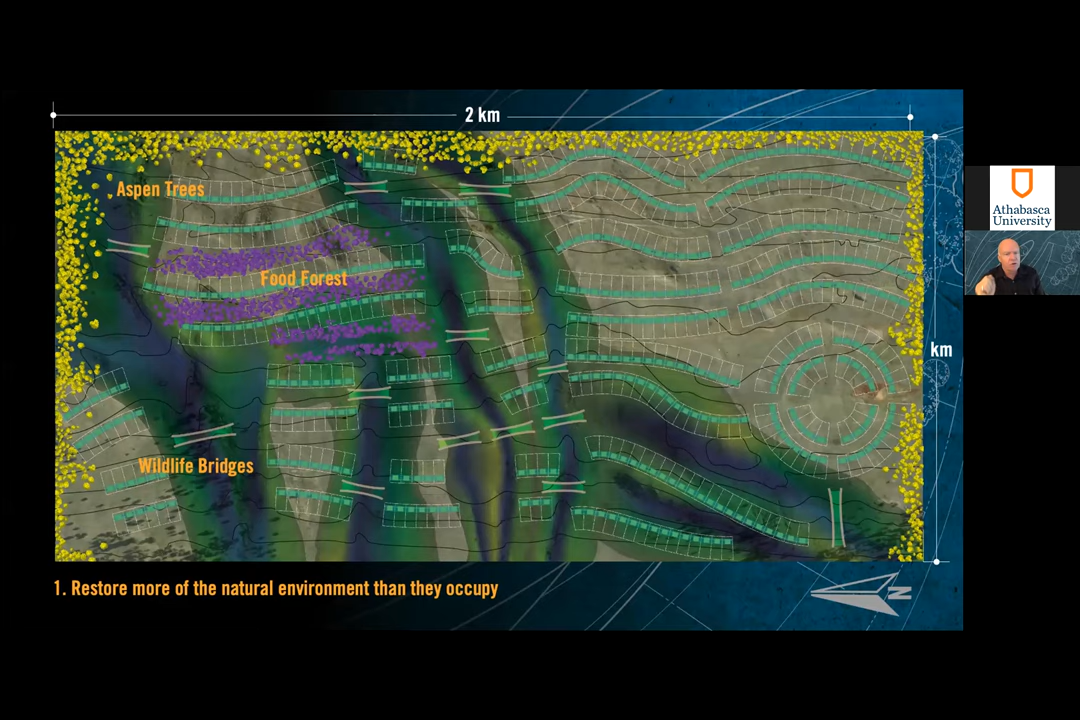 2 km
Aspen Trees
Food Forest
km
Wildlife Bridges
1. Restore more of the natural environment than they occupy
N
Athabasca
University